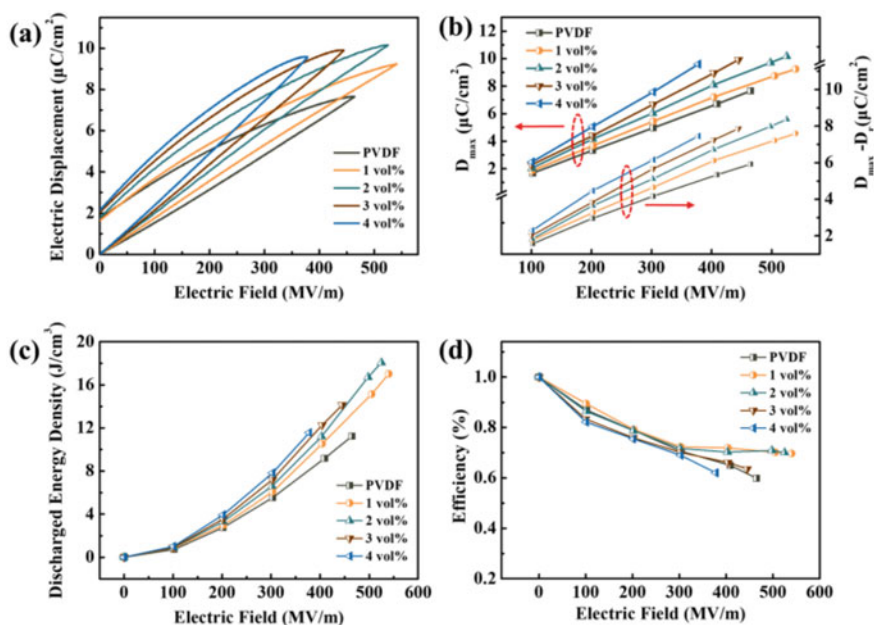 (a)
Electric Displacement (μC/cm²)
12
10
8
6
4
2
0
PVDF
1 vol%
2 vol%
3 vol%
4 vol%
0 100 200 300 400 500
Electric Field (MV/m)
(b)
D_max (μC/cm²)
12
10
8
6
4
2
PVDF
1 vol%
2 vol%
3 vol%
4 vol%
10
8
6
4
2
D_max -D_r(μC/cm²)
100 200 300 400 500
Electric Field (MV/m)
(c)
Discharged Energy Density (J/cm³)
20
16
12
8
4
0
PVDF
1 vol%
2 vol%
3 vol%
4 vol%
0 100 200 300 400 500 600
Electric Field (MV/m)
(d)
Efficiency (%)
1.0
0.8
0.6
0.4
0.2
PVDF
1 vol%
2 vol%
3 vol%
4 vol%
0 100 200 300 400 500 600
Electric Field (MV/m)